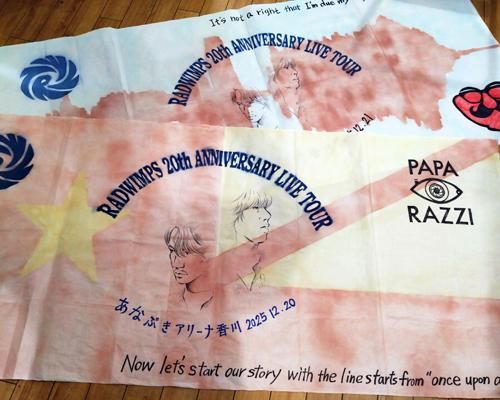 It's not a right that I'm due my
RADWIMPS 20th ANNIVERSARY LIVE TOUR
12.21
RADWIMPS 20th ANNIVERSARY LIVE TOUR
PAPA
RAZZI
あなぶきアリーナ香川 2025 12.20
Now let's start our story with the line starts from "once upon a